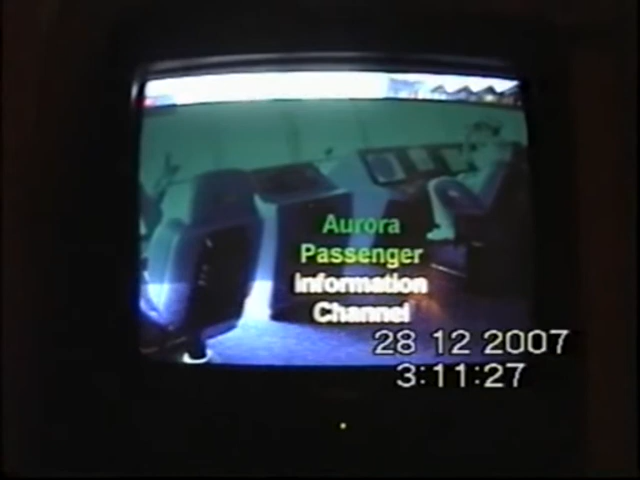 Aurora
Passenger
Information
Channel
28 12 2007
3:11:27